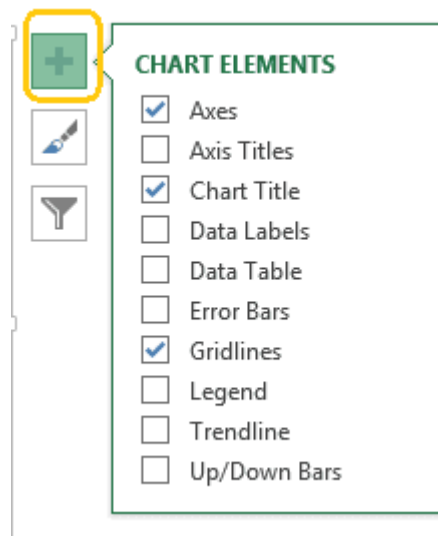 CHART ELEMENTS
Axes
Axis Titles
Chart Title
Data Labels
Data Table
Error Bars
Gridlines
Legend
Trendline
Up/Down Bars